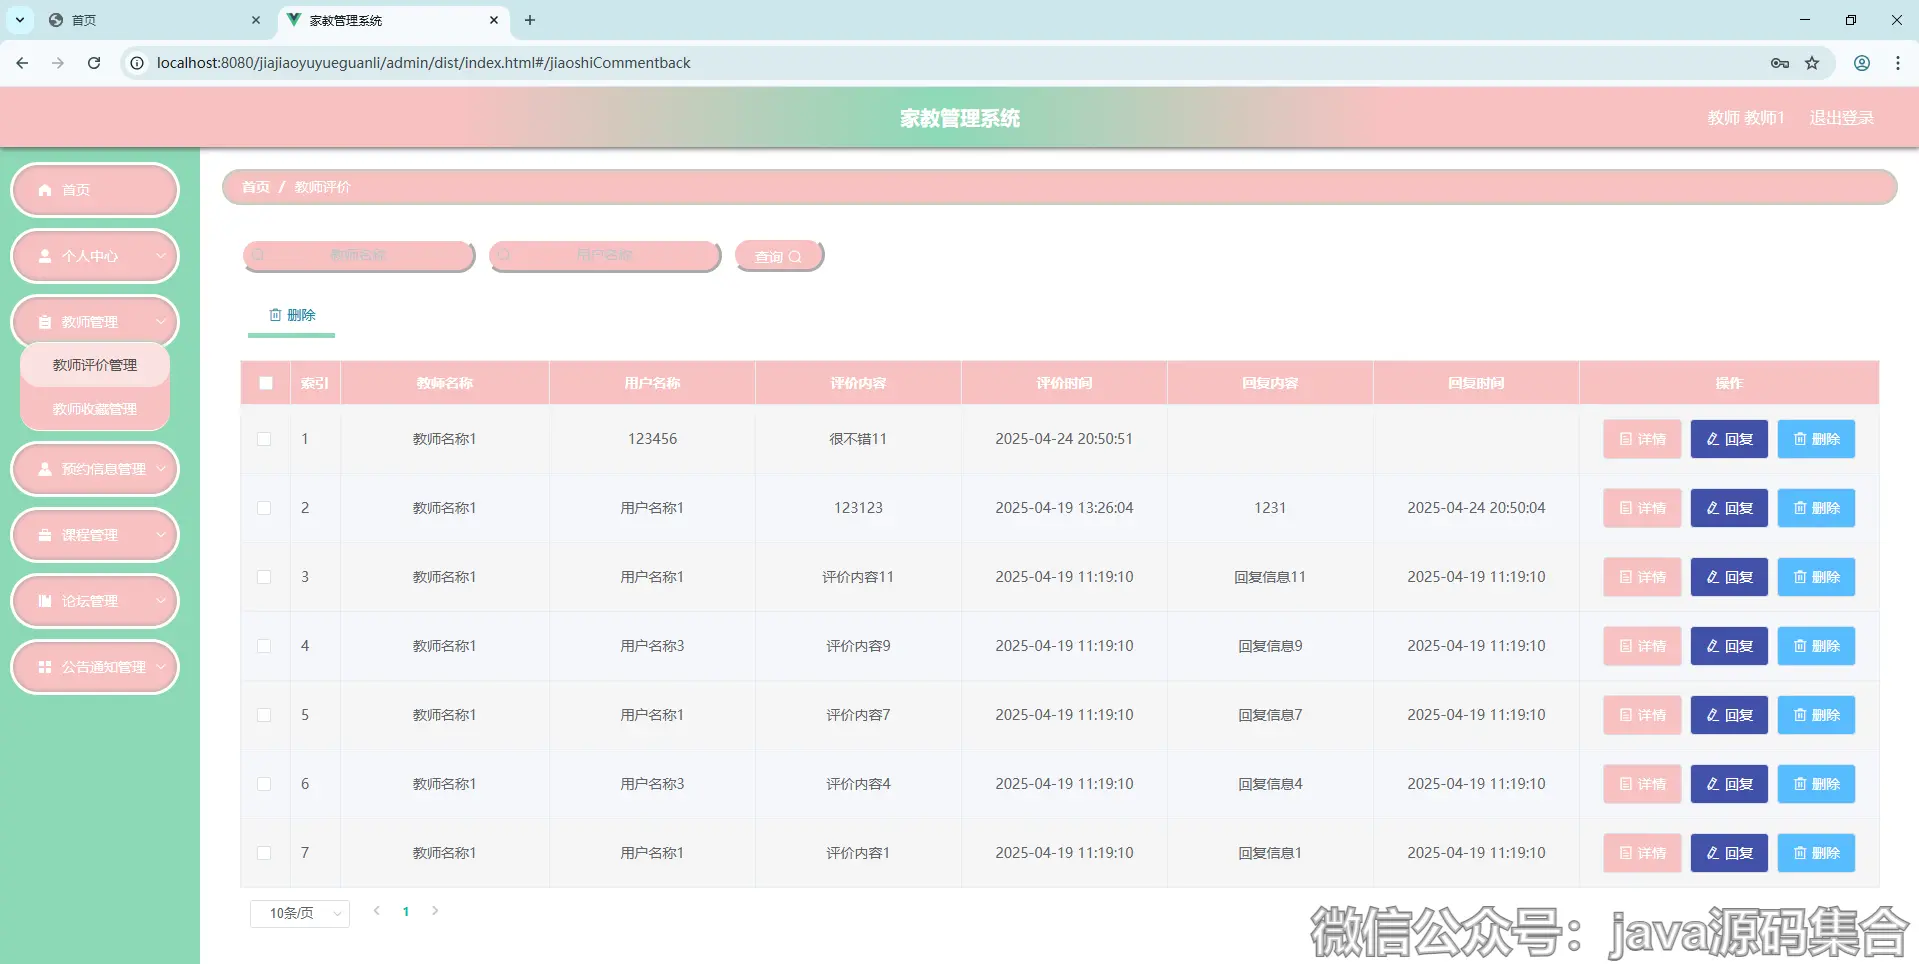 首页
家教管理系统
localhost:8080/jiajiaoyuyueguanli/admin/dist/index.html#/jiaoshiCommentback
家教管理系统
教师 教师1 退出登录
首页
个人中心
教师管理
教师评价管理
教师收藏管理
预约信息管理
课程管理
论坛管理
公告通知管理
首页 / 教师评价
教师名称 用户名称 查询
删除
索引 教师名称 用户名称 评价内容 评价时间 回复内容 回复时间 操作
1 教师名称1 123456 很不错11 2025-04-24 20:50:51 详情 回复 删除
2 教师名称1 用户名称1 123123 2025-04-19 13:26:04 1231 2025-04-24 20:50:04 详情 回复 删除
3 教师名称1 用户名称1 评价内容11 2025-04-19 11:19:10 回复信息11 2025-04-19 11:19:10 详情 回复 删除
4 教师名称1 用户名称3 评价内容9 2025-04-19 11:19:10 回复信息9 2025-04-19 11:19:10 详情 回复 删除
5 教师名称1 用户名称1 评价内容7 2025-04-19 11:19:10 回复信息7 2025-04-19 11:19:10 详情 回复 删除
6 教师名称1 用户名称3 评价内容4 2025-04-19 11:19:10 回复信息4 2025-04-19 11:19:10 详情 回复 删除
7 教师名称1 用户名称1 评价内容1 2025-04-19 11:19:10 回复信息1 2025-04-19 11:19:10 详情 回复 删除
10条/页 1
微信公众号：java源码集合